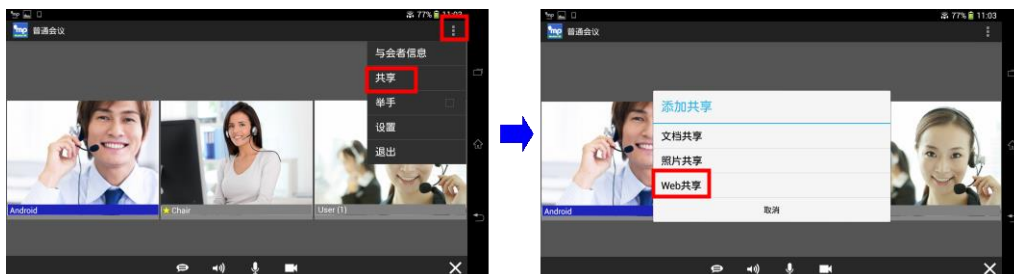 77% 11:03
mp 普通会议
与会者信息
共享
举手
设置
退出
Android
Chair
User (1)
77% 11:03
mp 普通会议
添加共享
文档共享
照片共享
Web共享
取消
Android